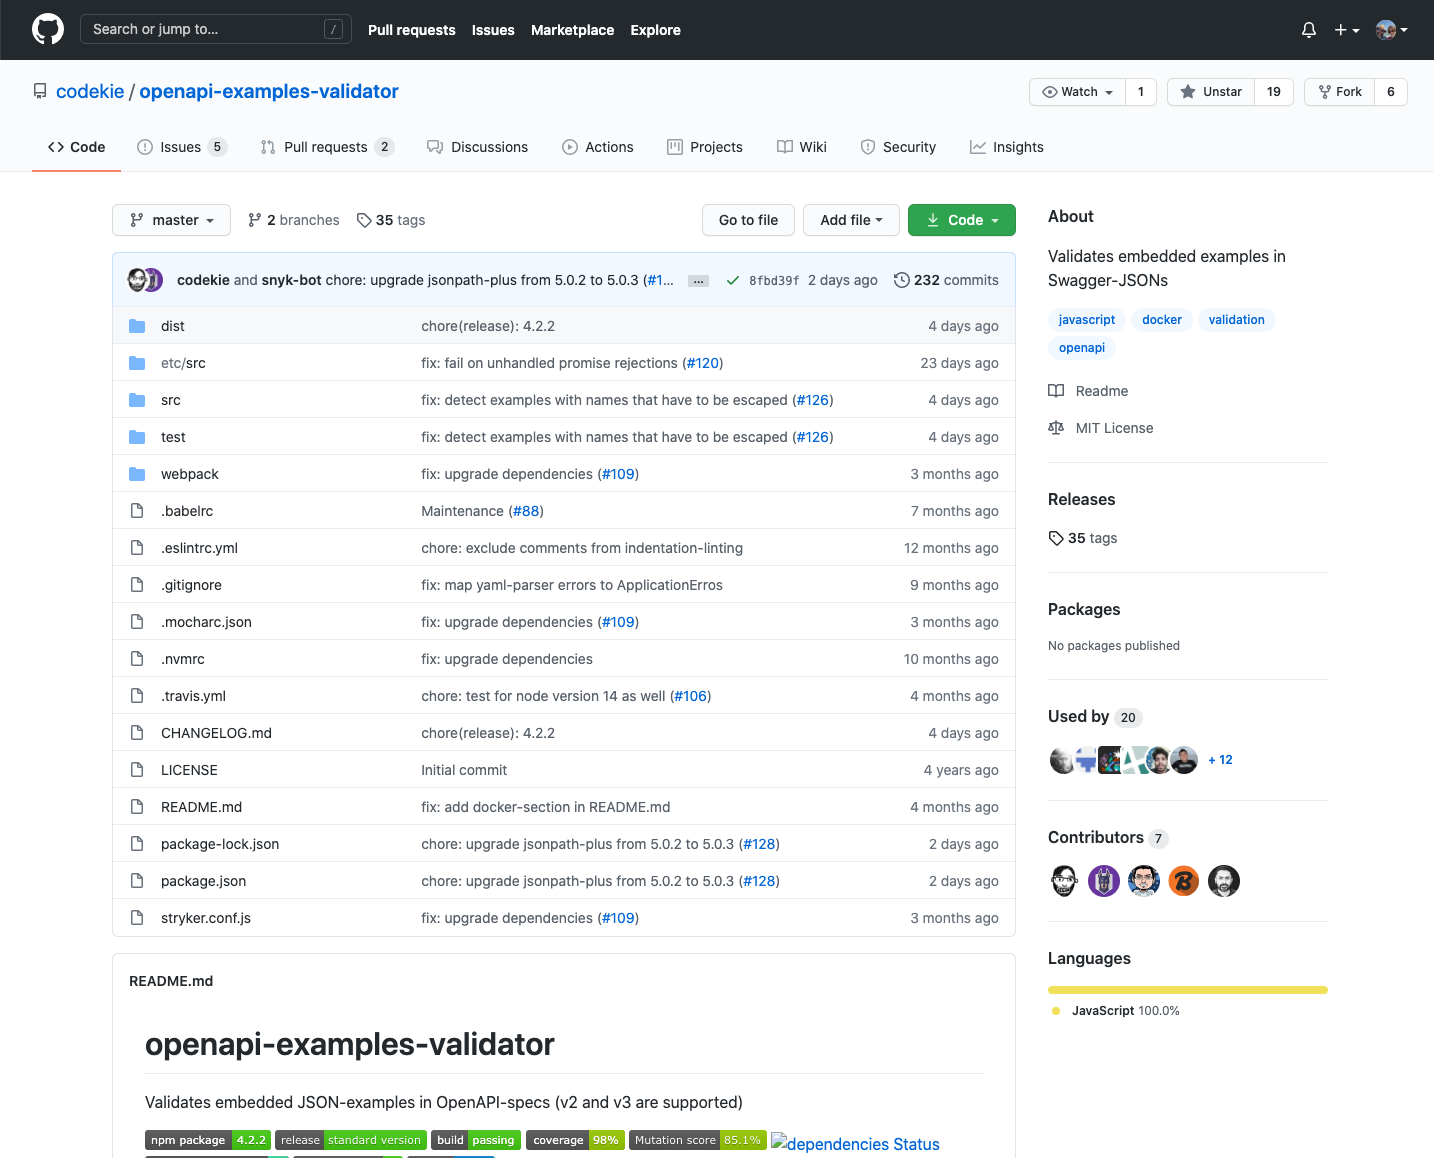 Search or jump to… /
Pull requests Issues Marketplace Explore
codekie / openapi-examples-validator
Watch 1 Unstar 19 Fork 6
Code Issues 5 Pull requests 2 Discussions Actions Projects Wiki Security Insights
master 2 branches 35 tags Go to file Add file Code
codekie and snyk-bot chore: upgrade jsonpath-plus from 5.0.2 to 5.0.3 (#1… … 8fbd39f 2 days ago 232 commits
dist chore(release): 4.2.2 4 days ago
etc/src fix: fail on unhandled promise rejections (#120) 23 days ago
src fix: detect examples with names that have to be escaped (#126) 4 days ago
test fix: detect examples with names that have to be escaped (#126) 4 days ago
webpack fix: upgrade dependencies (#109) 3 months ago
.babelrc Maintenance (#88) 7 months ago
.eslintrc.yml chore: exclude comments from indentation-linting 12 months ago
.gitignore fix: map yaml-parser errors to ApplicationErros 9 months ago
.mocharc.json fix: upgrade dependencies (#109) 3 months ago
.nvmrc fix: upgrade dependencies 10 months ago
.travis.yml chore: test for node version 14 as well (#106) 4 months ago
CHANGELOG.md chore(release): 4.2.2 4 days ago
LICENSE Initial commit 4 years ago
README.md fix: add docker-section in README.md 4 months ago
package-lock.json chore: upgrade jsonpath-plus from 5.0.2 to 5.0.3 (#128) 2 days ago
package.json chore: upgrade jsonpath-plus from 5.0.2 to 5.0.3 (#128) 2 days ago
stryker.conf.js fix: upgrade dependencies (#109) 3 months ago
README.md
openapi-examples-validator
Validates embedded JSON-examples in OpenAPI-specs (v2 and v3 are supported)
npm package 4.2.2 release standard version build passing coverage 98% Mutation score 85.1% dependencies Status
About
Validates embedded examples in
Swagger-JSONs
javascript docker validation
openapi
Readme
MIT License
Releases
35 tags
Packages
No packages published
Used by 20
+ 12
Contributors 7
Languages
JavaScript 100.0%